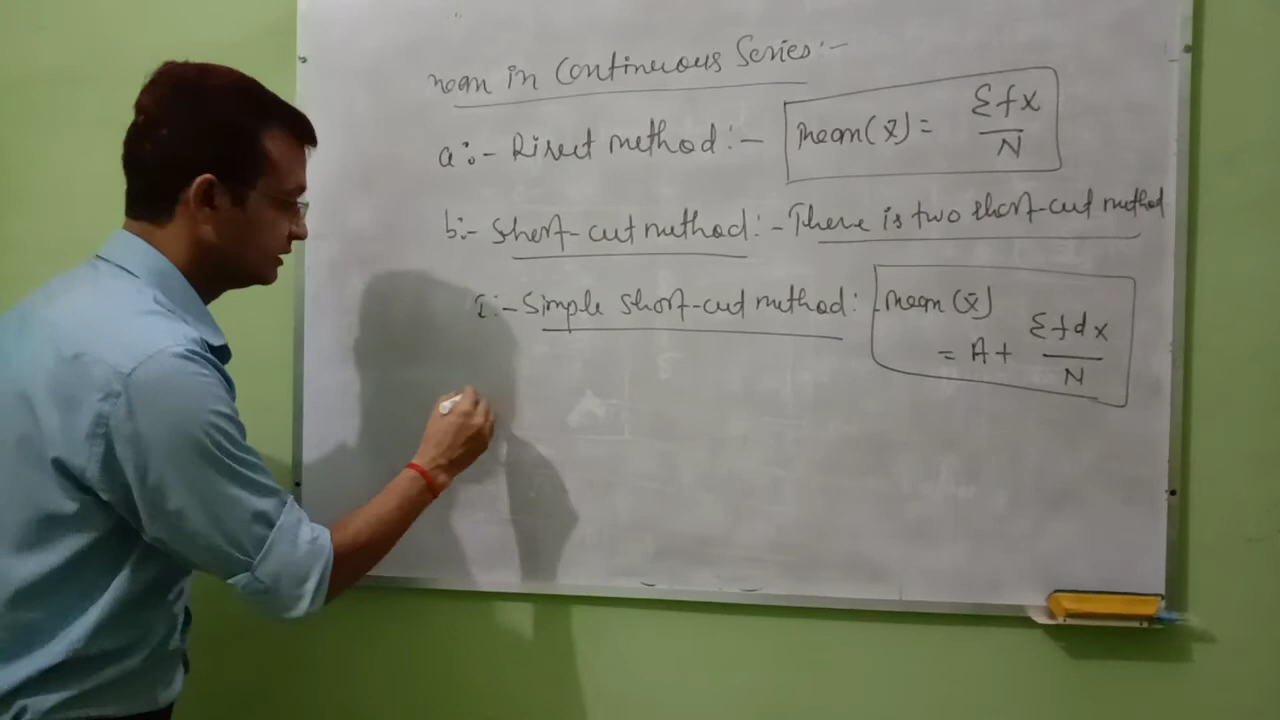 mean in Continuous Series:-
a:- Direct method:- mean(x̄) = Σfx/N
b:- Short-cut method:- There is two short-cut method
i:- Simple short-cut method: mean(x̄)
= A + Σfdx/N